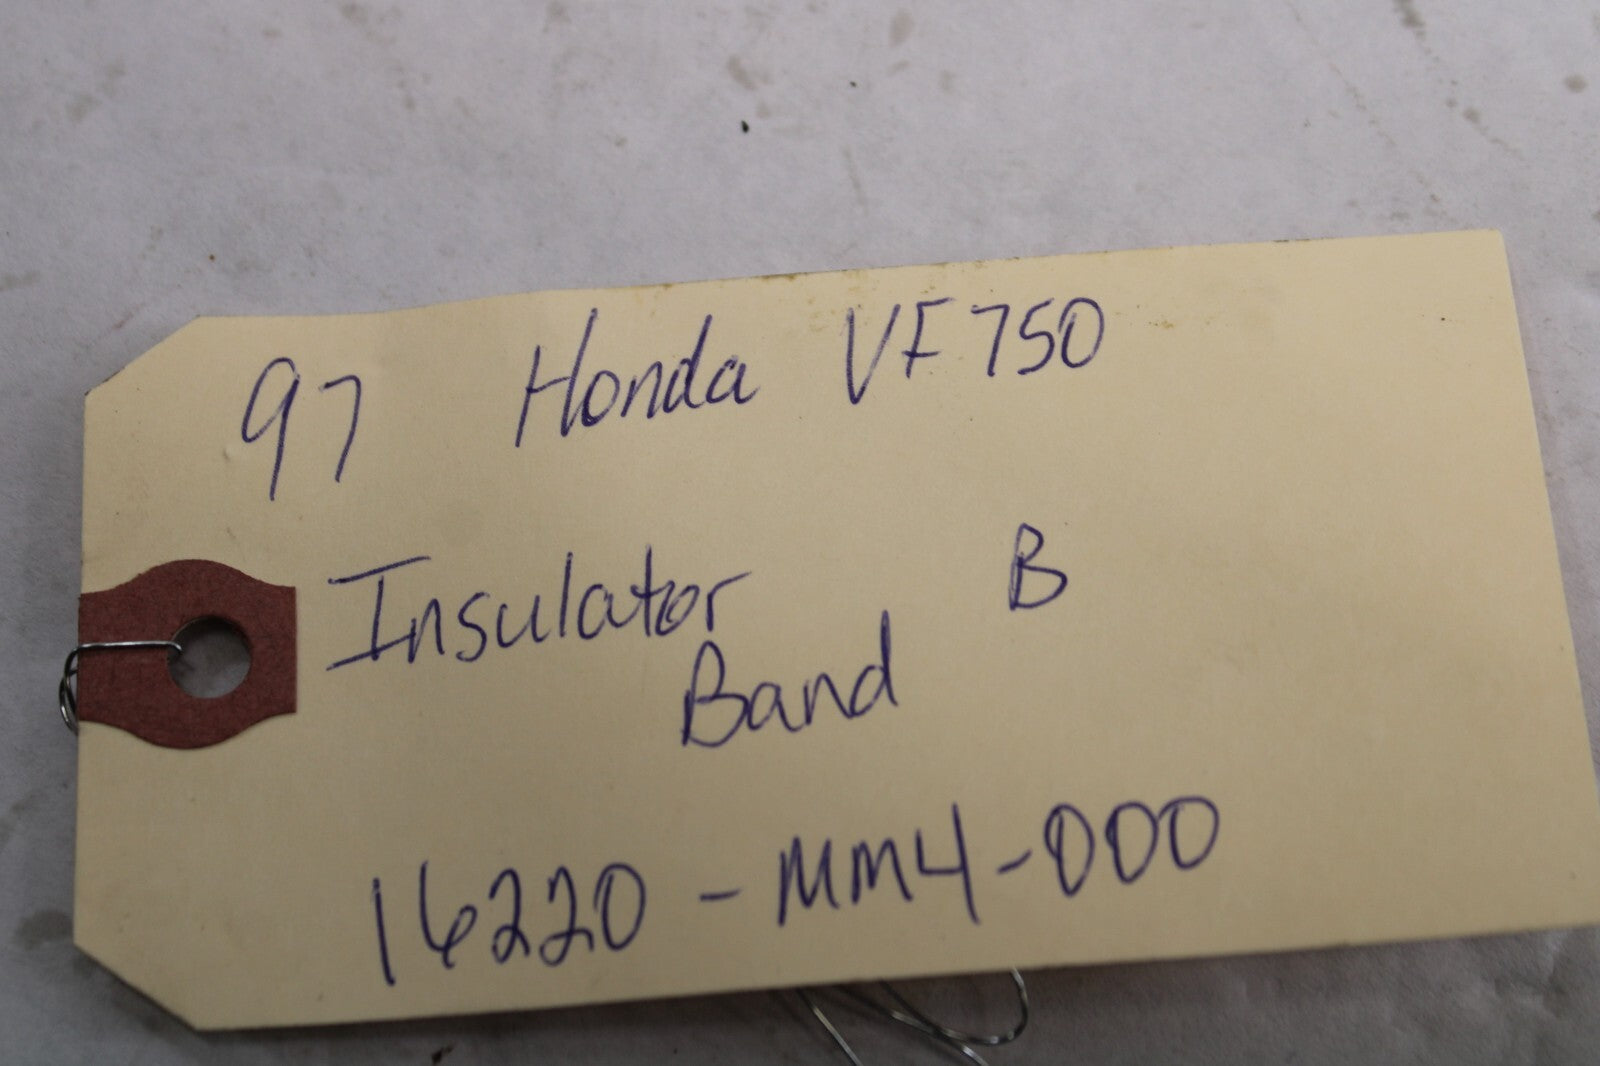 97 Honda VF750
Insulator B
Band
16220-MM4-000